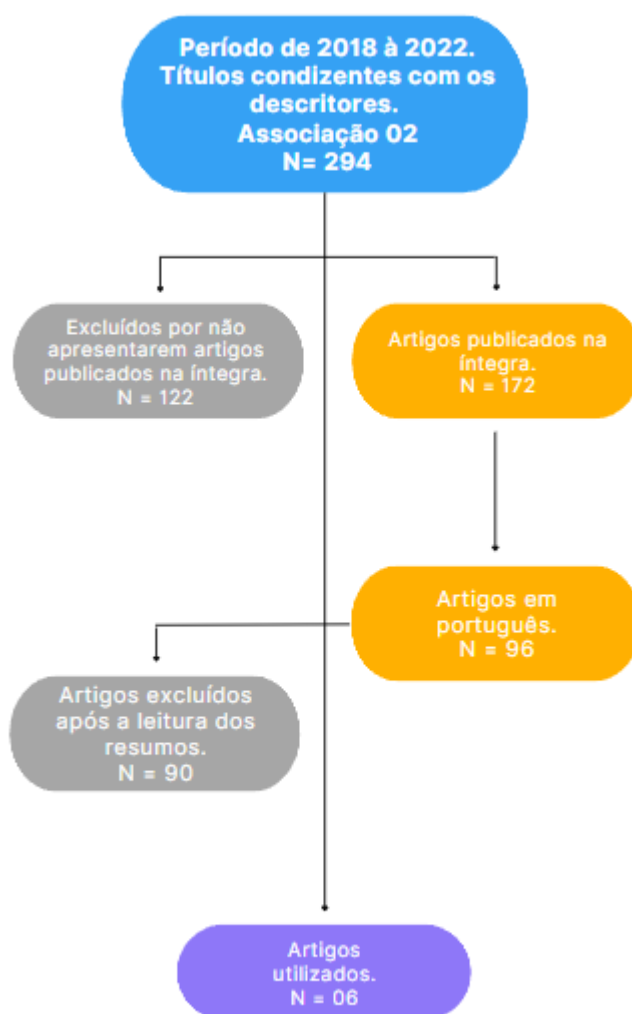 Período de 2018 à 2022.
Títulos condizentes com os
descritores.
Associação 02
N= 294
Excluídos por não
apresentarem artigos
publicados na íntegra.
N = 122
Artigos publicados na
íntegra.
N = 172
Artigos em
português.
N = 96
Artigos excluídos
após a leitura dos
resumos.
N = 90
Artigos
utilizados.
N = 06